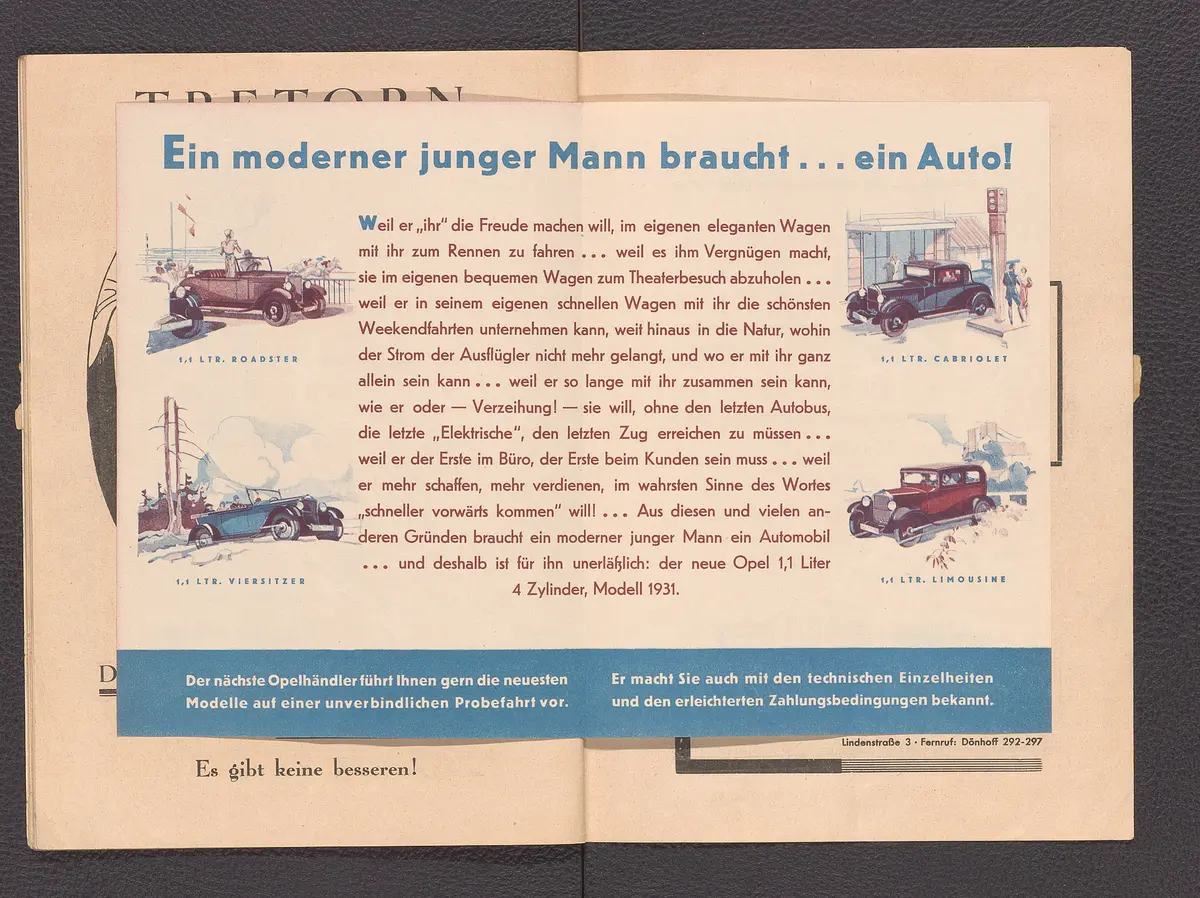 TRETORN
Ein moderner junger Mann braucht... ein Auto!
1,1 LTR. ROADSTER
1,1 LTR. VIERSITZER
Weil er „ihr“ die Freude machen will, im eigenen eleganten Wagen
mit ihr zum Rennen zu fahren ... weil es ihm Vergnügen macht,
sie im eigenen bequemen Wagen zum Theaterbesuch abzuholen ...
weil er in seinem eigenen schnellen Wagen mit ihr die schönsten
Weekendfahrten unternehmen kann, weit hinaus in die Natur, wohin
der Strom der Ausflügler nicht mehr gelangt, und wo er mit ihr ganz
allein sein kann ... weil er so lange mit ihr zusammen sein kann,
wie er oder — Verzeihung! — sie will, ohne den letzten Autobus,
die letzte „Elektrische“, den letzten Zug erreichen zu müssen ...
weil er der Erste im Büro, der Erste beim Kunden sein muss ... weil
er mehr schaffen, mehr verdienen, im wahrsten Sinne des Wortes
„schneller vorwärts kommen“ will! ... Aus diesen und vielen an-
deren Gründen braucht ein moderner junger Mann ein Automobil
... und deshalb ist für ihn unerläßlich: der neue Opel 1,1 Liter
4 Zylinder, Modell 1931.
1,1 LTR. CABRIOLET
1,1 LTR. LIMOUSINE
Der nächste Opelhändler führt Ihnen gern die neuesten
Modelle auf einer unverbindlichen Probefahrt vor.
Er macht Sie auch mit den technischen Einzelheiten
und den erleichterten Zahlungsbedingungen bekannt.
D
Es gibt keine besseren!
Lindenstraße 3 · Fernruf: Dönhoff 292-297